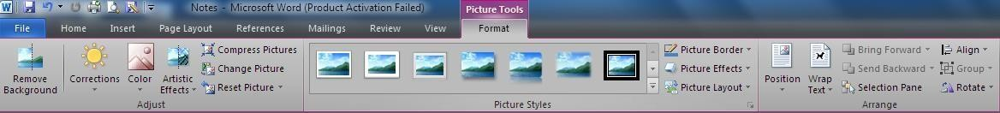 Notes - Microsoft Word (Product Activation Failed)
Picture Tools
File Home Insert Page Layout References Mailings Review View Format
Remove Background
Corrections
Color
Artistic Effects
Compress Pictures
Change Picture
Reset Picture
Adjust
Picture Styles
Picture Border
Picture Effects
Picture Layout
Position
Wrap Text
Bring Forward
Send Backward
Selection Pane
Align
Group
Rotate
Arrange